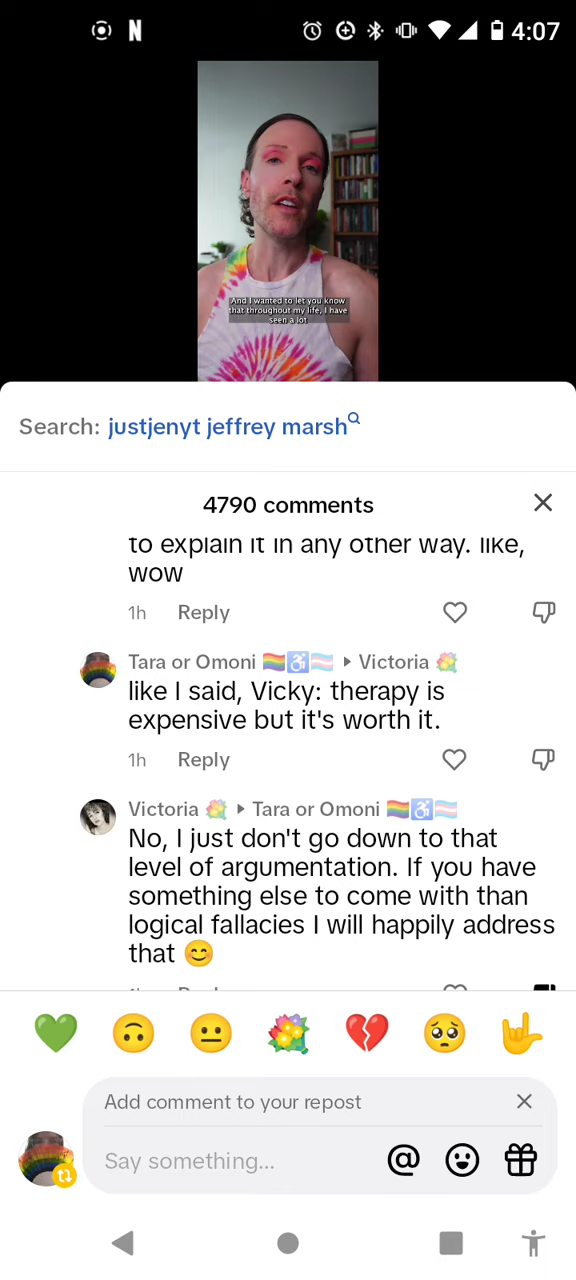 4:07
And I wanted to let you know
that throughout my life, I have
seen a lot
Search: justjenyt jeffrey marsh
4790 comments
to explain it in any other way. like,
wow
1h Reply
Tara or Omoni 🏳️‍🌈♿🏳️‍⚧️ ▸ Victoria 💐
like I said, Vicky: therapy is
expensive but it's worth it.
1h Reply
Victoria 💐 ▸ Tara or Omoni 🏳️‍🌈♿🏳️‍⚧️
No, I just don't go down to that
level of argumentation. If you have
something else to come with than
logical fallacies I will happily address
that 😊
Add comment to your repost
Say something...